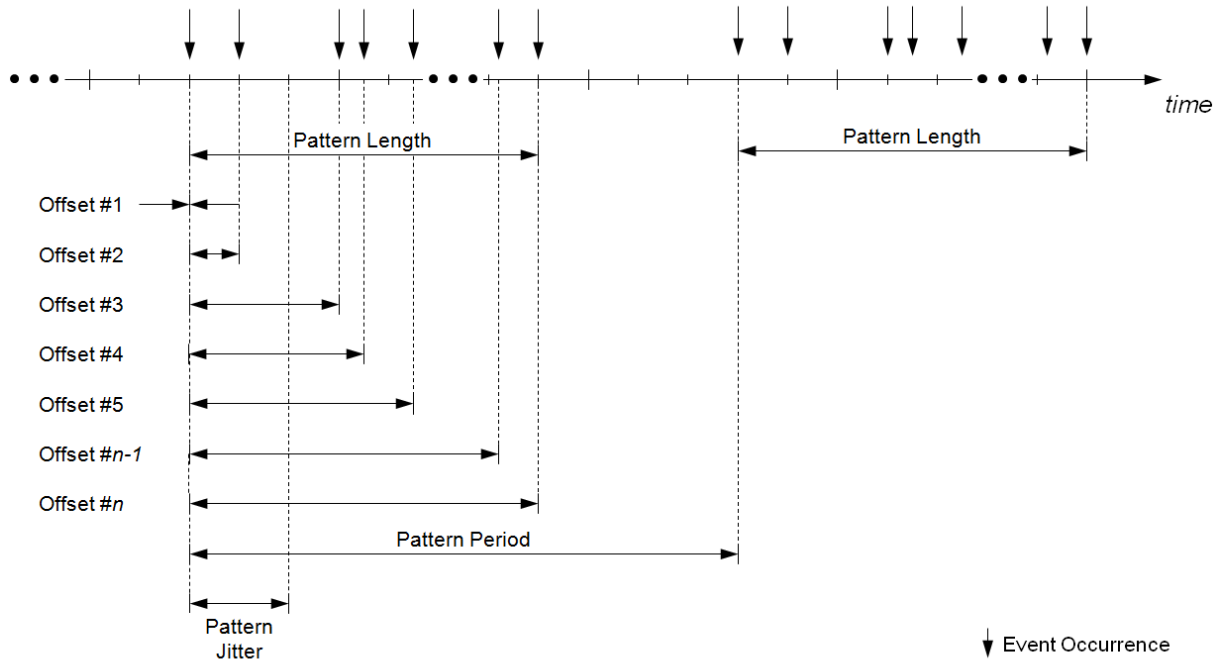 time
Pattern Length
Pattern Length
Offset #1
Offset #2
Offset #3
Offset #4
Offset #5
Offset #n-1
Offset #n
Pattern Period
Pattern
Jitter
Event Occurrence